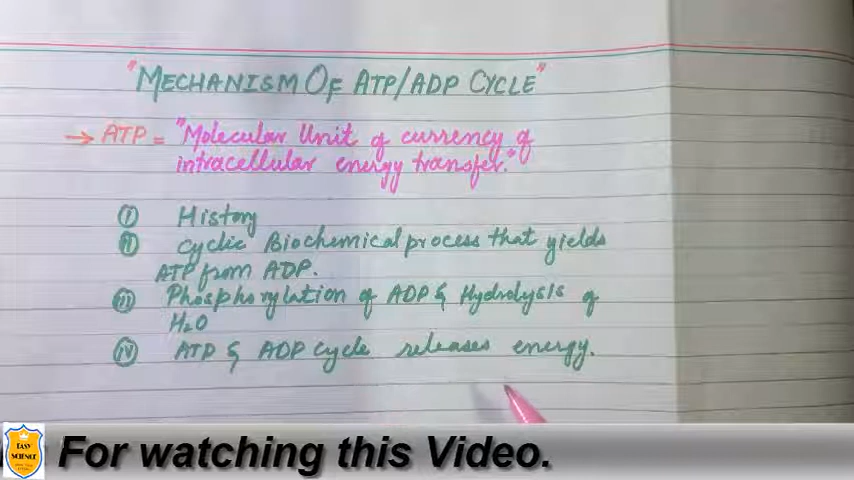 "MECHANISM OF ATP/ADP CYCLE"
→ ATP = "Molecular Unit of currency of
intracellular energy transfer."
(i) History
(ii) Cyclic Biochemical process that yields
ATP from ADP.
(iii) Phosphorylation of ADP & Hydrolysis of
H₂O
(iv) ATP & ADP cycle releases energy.
EASY
SCIENCE
For watching this Video.